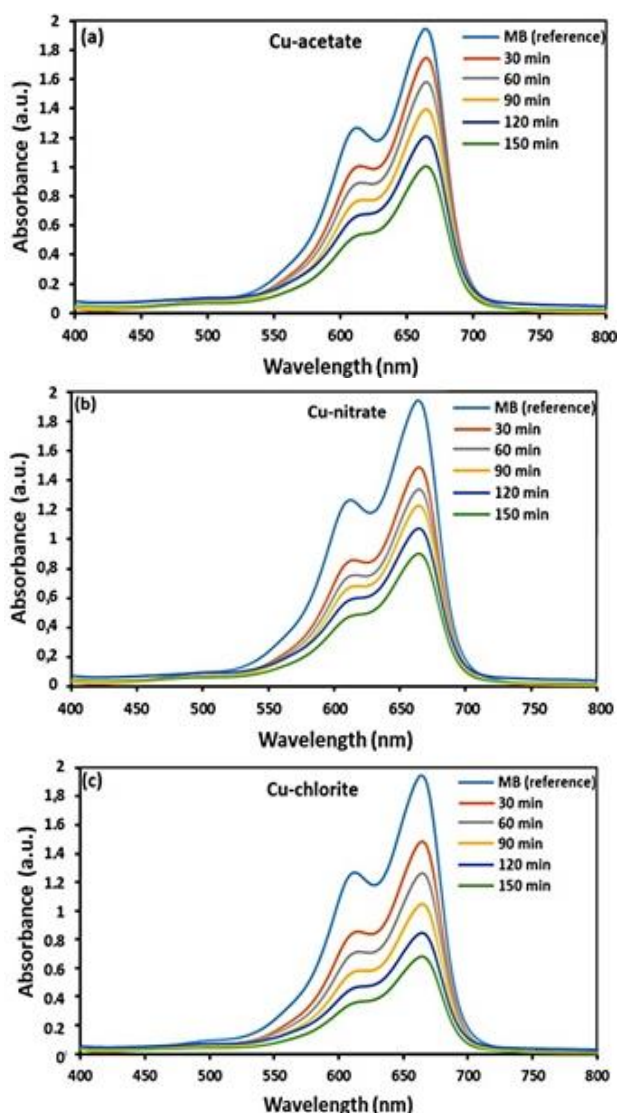 (a)
Cu-acetate
MB (reference)
30 min
60 min
90 min
120 min
150 min
Absorbance (a.u.)
2
1.8
1.6
1.4
1.2
1
0.8
0.6
0.4
0.2
0
400 450 500 550 600 650 700 750 800
Wavelength (nm)
(b)
Cu-nitrate
MB (reference)
30 min
60 min
90 min
120 min
150 min
Absorbance (a.u.)
2
1.8
1.6
1.4
1.2
1
0,8
0,6
0,4
0,2
0
400 450 500 550 600 650 700 750 800
Wavelength (nm)
(c)
Cu-chlorite
MB (reference)
30 min
60 min
90 min
120 min
150 min
Absorbance (a.u.)
2
1,8
1,6
1,4
1.2
1
0.8
0.6
0.4
0.2
0
400 450 500 550 600 650 700 750 800
Wavelength (nm)